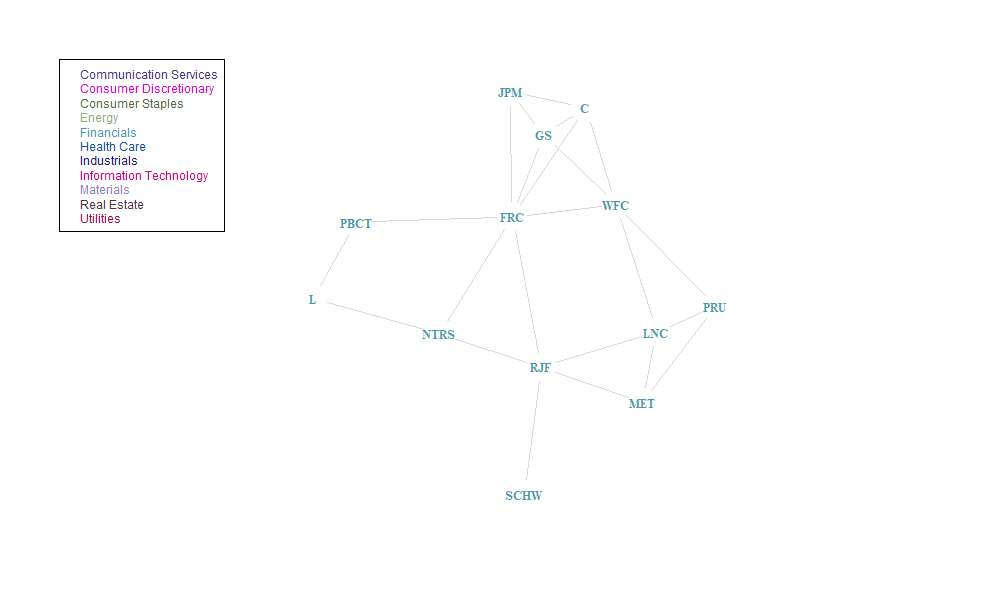 Communication Services
Consumer Discretionary
Consumer Staples
Energy
Financials
Health Care
Industrials
Information Technology
Materials
Real Estate
Utilities
JPM
C
GS
WFC
FRC
PBCT
L
PRU
NTRS
LNC
RJF
MET
SCHW